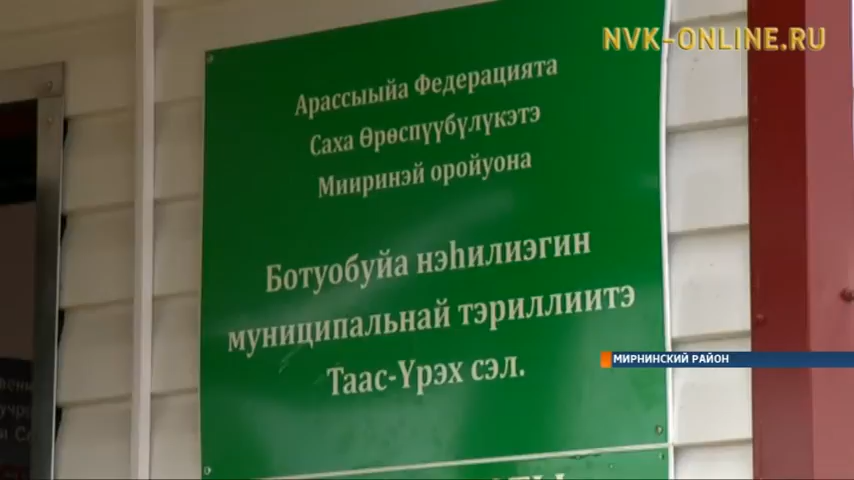 NVK-ONLINE.RU
Арассыыйа Федерацията
Саха Өрөспүүбүлүкэтэ
Мииринэй оройуона
Ботуобуйа нэһилиэгин
муниципальнай тэриллиитэ
Таас-Үрэх сэл.
МИРНИНСКИЙ РАЙОН